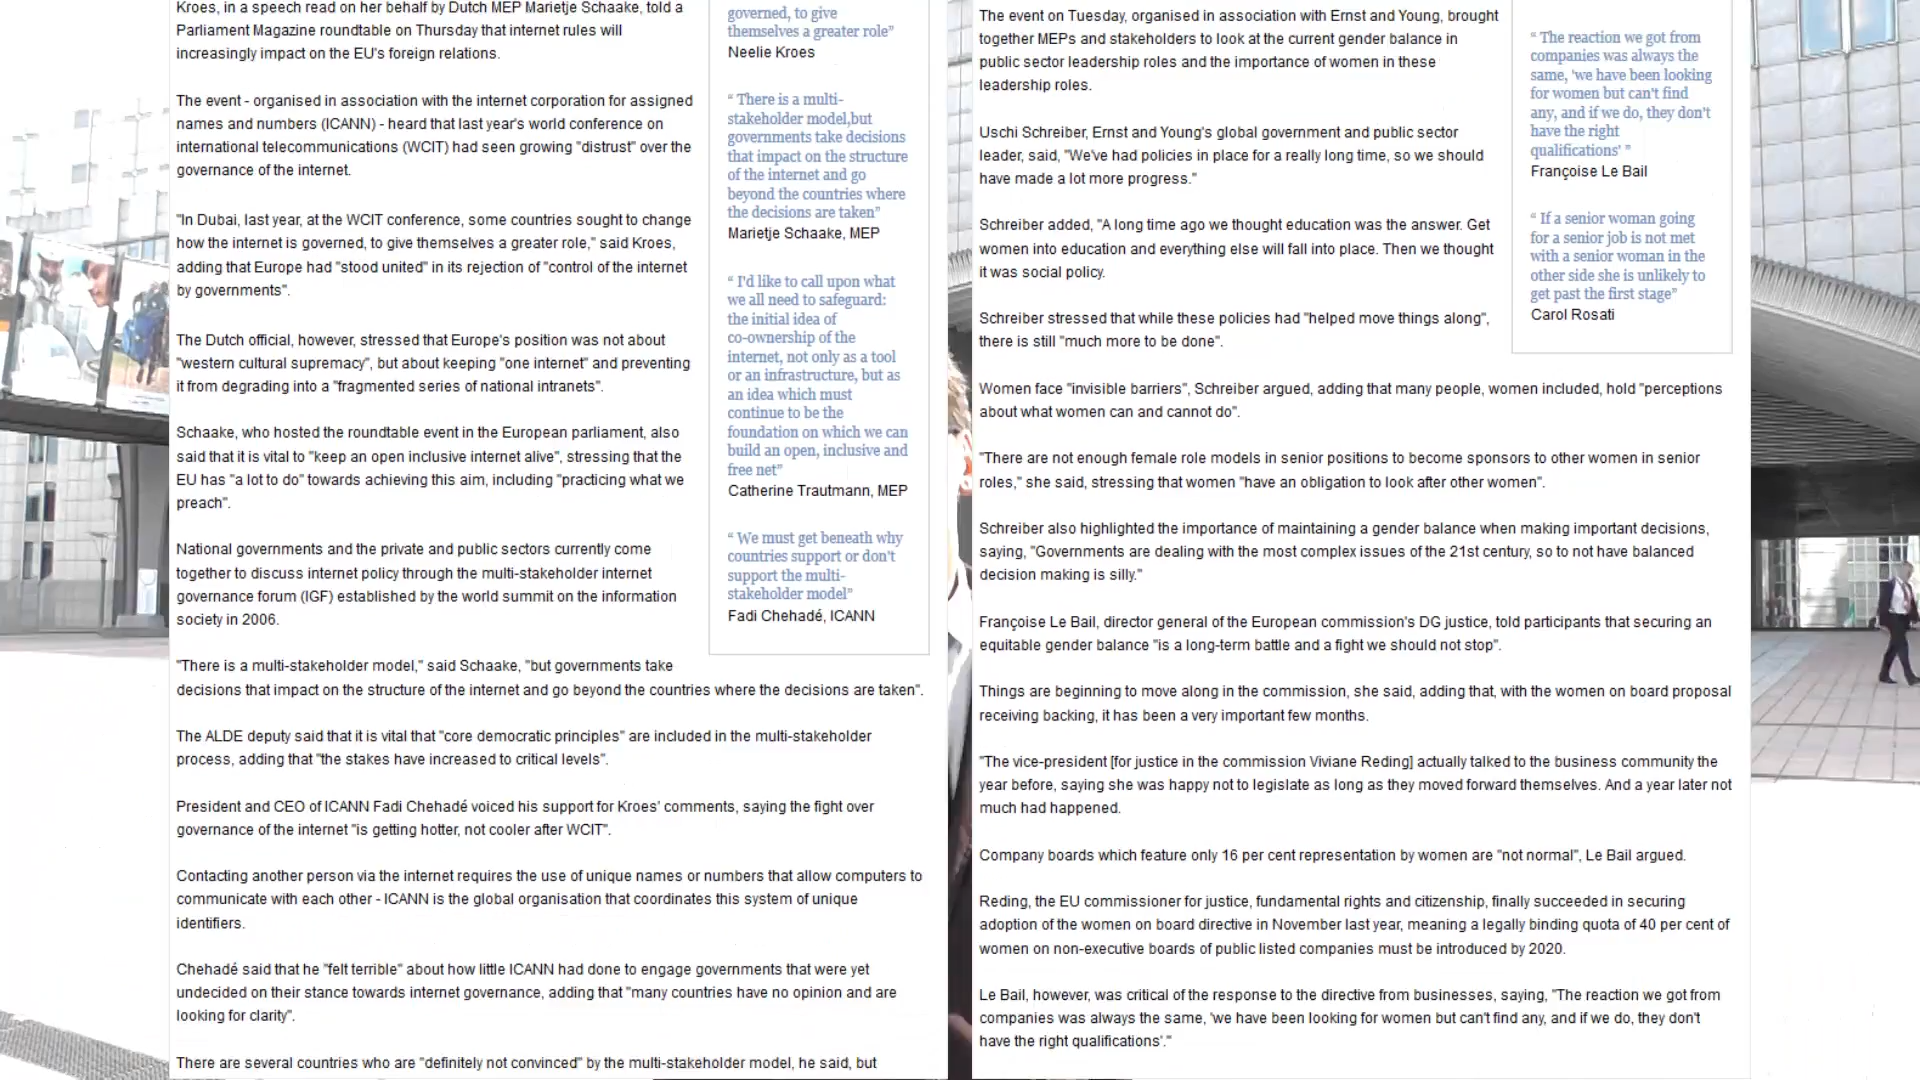 Kroes, in a speech read on her behalf by Dutch MEP Marietje Schaake, told a
Parliament Magazine roundtable on Thursday that internet rules will
increasingly impact on the EU's foreign relations.
The event - organised in association with the internet corporation for assigned
names and numbers (ICANN) - heard that last year's world conference on
international telecommunications (WCIT) had seen growing "distrust" over the
governance of the internet.
"In Dubai, last year, at the WCIT conference, some countries sought to change
how the internet is governed, to give themselves a greater role," said Kroes,
adding that Europe had "stood united" in its rejection of "control of the internet
by governments".
The Dutch official, however, stressed that Europe's position was not about
"western cultural supremacy", but about keeping "one internet" and preventing
it from degrading into a "fragmented series of national intranets".
Schaake, who hosted the roundtable event in the European parliament, also
said that it is vital to "keep an open inclusive internet alive", stressing that the
EU has "a lot to do" towards achieving this aim, including "practicing what we
preach".
National governments and the private and public sectors currently come
together to discuss internet policy through the multi-stakeholder internet
governance forum (IGF) established by the world summit on the information
society in 2006.
"There is a multi-stakeholder model," said Schaake, "but governments take
decisions that impact on the structure of the internet and go beyond the countries where the decisions are taken".
The ALDE deputy said that it is vital that "core democratic principles" are included in the multi-stakeholder
process, adding that "the stakes have increased to critical levels".
President and CEO of ICANN Fadi Chehadé voiced his support for Kroes' comments, saying the fight over
governance of the internet "is getting hotter, not cooler after WCIT".
Contacting another person via the internet requires the use of unique names or numbers that allow computers to
communicate with each other - ICANN is the global organisation that coordinates this system of unique
identifiers.
Chehadé said that he "felt terrible" about how little ICANN had done to engage governments that were yet
undecided on their stance towards internet governance, adding that "many countries have no opinion and are
looking for clarity".
There are several countries who are "definitely not convinced" by the multi-stakeholder model, he said, but
governed, to give
themselves a greater role"
Neelie Kroes
“ There is a multi-
stakeholder model,but
governments take decisions
that impact on the structure
of the internet and go
beyond the countries where
the decisions are taken”
Marietje Schaake, MEP
“ I'd like to call upon what
we all need to safeguard:
the initial idea of
co-ownership of the
internet, not only as a tool
or an infrastructure, but as
an idea which must
continue to be the
foundation on which we can
build an open, inclusive and
free net”
Catherine Trautmann, MEP
“ We must get beneath why
countries support or don't
support the multi-
stakeholder model”
Fadi Chehadé, ICANN
The event on Tuesday, organised in association with Ernst and Young, brought
together MEPs and stakeholders to look at the current gender balance in
public sector leadership roles and the importance of women in these
leadership roles.
Uschi Schreiber, Ernst and Young's global government and public sector
leader, said, "We've had policies in place for a really long time, so we should
have made a lot more progress."
Schreiber added, "A long time ago we thought education was the answer. Get
women into education and everything else will fall into place. Then we thought
it was social policy.
Schreiber stressed that while these policies had "helped move things along",
there is still "much more to be done".
Women face "invisible barriers", Schreiber argued, adding that many people, women included, hold "perceptions
about what women can and cannot do".
"There are not enough female role models in senior positions to become sponsors to other women in senior
roles," she said, stressing that women "have an obligation to look after other women".
Schreiber also highlighted the importance of maintaining a gender balance when making important decisions,
saying, "Governments are dealing with the most complex issues of the 21st century, so to not have balanced
decision making is silly."
Françoise Le Bail, director general of the European commission's DG justice, told participants that securing an
equitable gender balance "is a long-term battle and a fight we should not stop".
Things are beginning to move along in the commission, she said, adding that, with the women on board proposal
receiving backing, it has been a very important few months.
"The vice-president [for justice in the commission Viviane Reding] actually talked to the business community the
year before, saying she was happy not to legislate as long as they moved forward themselves. And a year later not
much had happened.
Company boards which feature only 16 per cent representation by women are "not normal", Le Bail argued.
Reding, the EU commissioner for justice, fundamental rights and citizenship, finally succeeded in securing
adoption of the women on board directive in November last year, meaning a legally binding quota of 40 per cent of
women on non-executive boards of public listed companies must be introduced by 2020.
Le Bail, however, was critical of the response to the directive from businesses, saying, "The reaction we got from
companies was always the same, 'we have been looking for women but can't find any, and if we do, they don't
have the right qualifications'."
“ The reaction we got from
companies was always the
same, 'we have been looking
for women but can't find
any, and if we do, they don't
have the right
qualifications' ”
Françoise Le Bail
“ If a senior woman going
for a senior job is not met
with a senior woman in the
other side she is unlikely to
get past the first stage”
Carol Rosati